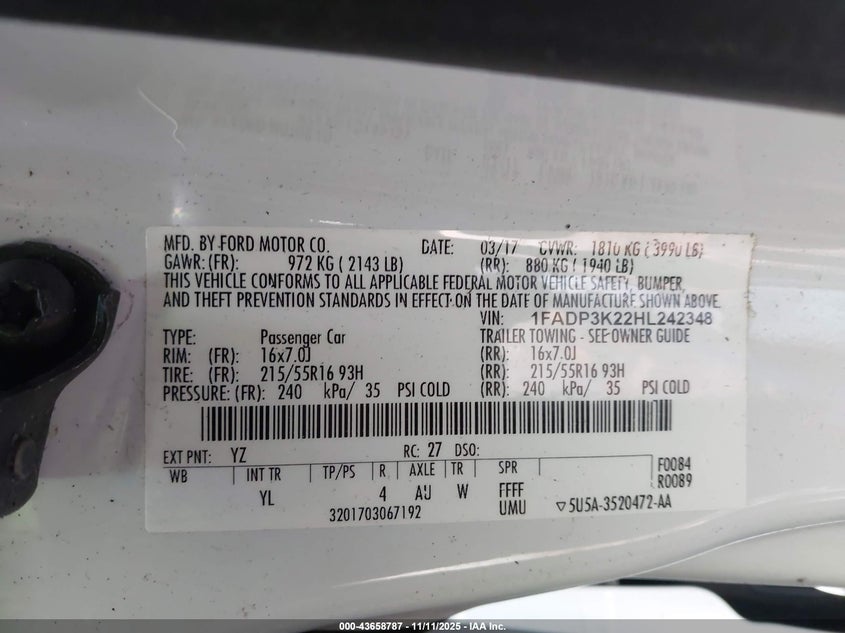 MFD. BY FORD MOTOR CO. DATE: 03/17 GVWR: 1810 KG ( 3990 LB)
GAWR: (FR): 972 KG ( 2143 LB) (RR): 880 KG ( 1940 LB)
THIS VEHICLE CONFORMS TO ALL APPLICABLE FEDERAL MOTOR VEHICLE SAFETY, BUMPER,
AND THEFT PREVENTION STANDARDS IN EFFECT ON THE DATE OF MANUFACTURE SHOWN ABOVE.
VIN: 1FADP3K22HL242348
TYPE: Passenger Car TRAILER TOWING - SEE OWNER GUIDE
RIM: (FR): 16x7.0J (RR): 16x7.0J
TIRE: (FR): 215/55R16 93H (RR): 215/55R16 93H
PRESSURE: (FR): 240 kPa/ 35 PSI COLD (RR): 240 kPa/ 35 PSI COLD
EXT PNT: YZ RC: 27 DSO:
WB INT TR TP/PS R AXLE TR SPR F0084
R0089
YL 4 AU W FFFF
UMU
3201703067192 ▽5U5A-3520472-AA
000-43658787 - 11/11/2025 - IAA Inc.